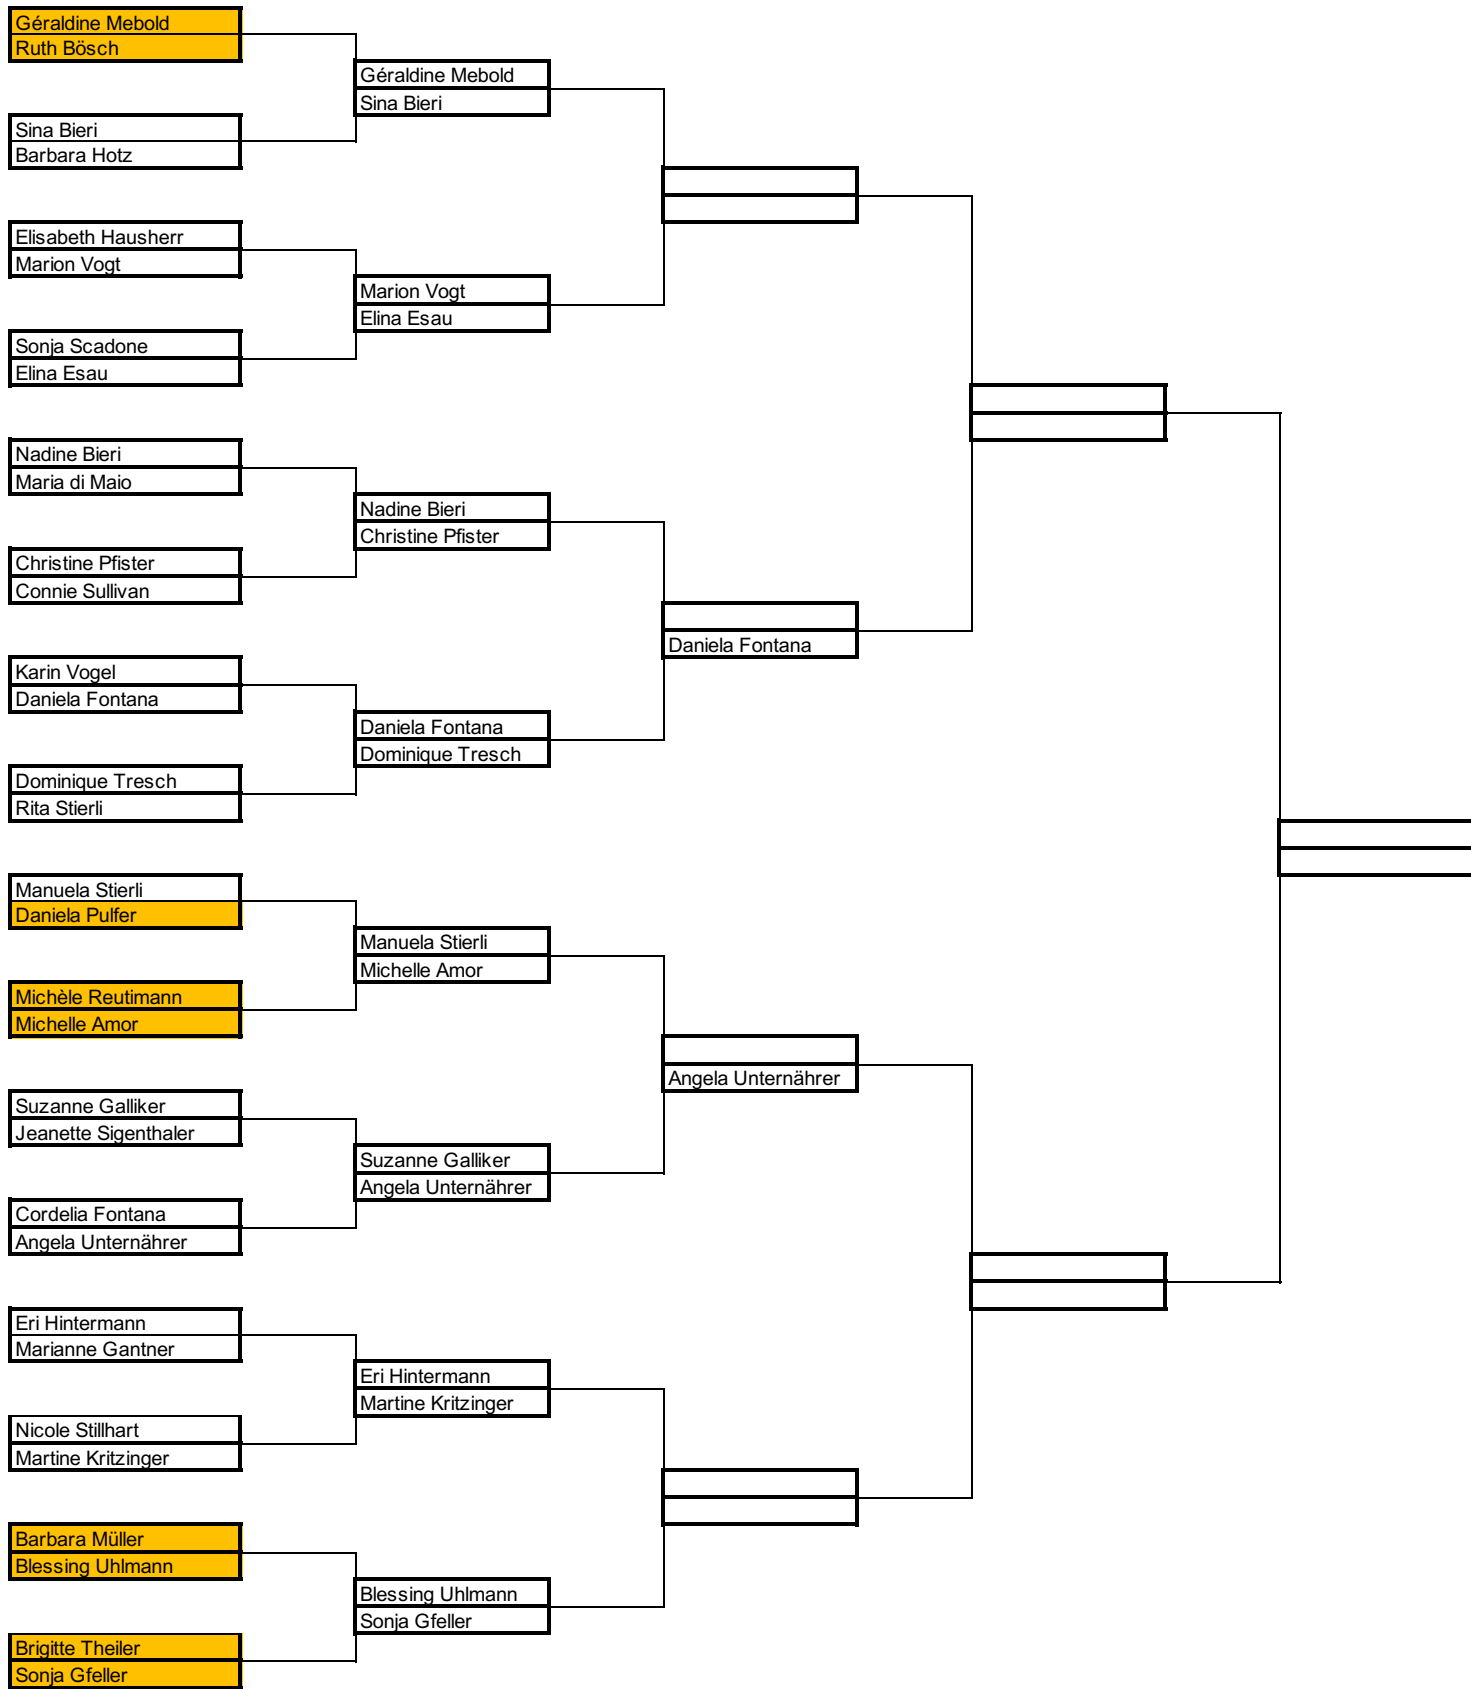 Géraldine Mebold
Ruth Bösch
Sina Bieri
Barbara Hotz
Elisabeth Hausherr
Marion Vogt
Sonja Scadone
Elina Esau
Nadine Bieri
Maria di Maio
Christine Pfister
Connie Sullivan
Karin Vogel
Daniela Fontana
Dominique Tresch
Rita Stierli
Manuela Stierli
Daniela Pulfer
Michèle Reutimann
Michelle Amor
Suzanne Galliker
Jeanette Sigenthaler
Cordelia Fontana
Angela Unternährer
Eri Hintermann
Marianne Gantner
Nicole Stillhart
Martine Kritzinger
Barbara Müller
Blessing Uhlmann
Brigitte Theiler
Sonja Gfeller
Géraldine Mebold
Sina Bieri
Marion Vogt
Elina Esau
Nadine Bieri
Christine Pfister
Daniela Fontana
Dominique Tresch
Manuela Stierli
Michelle Amor
Suzanne Galliker
Angela Unternährer
Eri Hintermann
Martine Kritzinger
Blessing Uhlmann
Sonja Gfeller
Daniela Fontana
Angela Unternährer